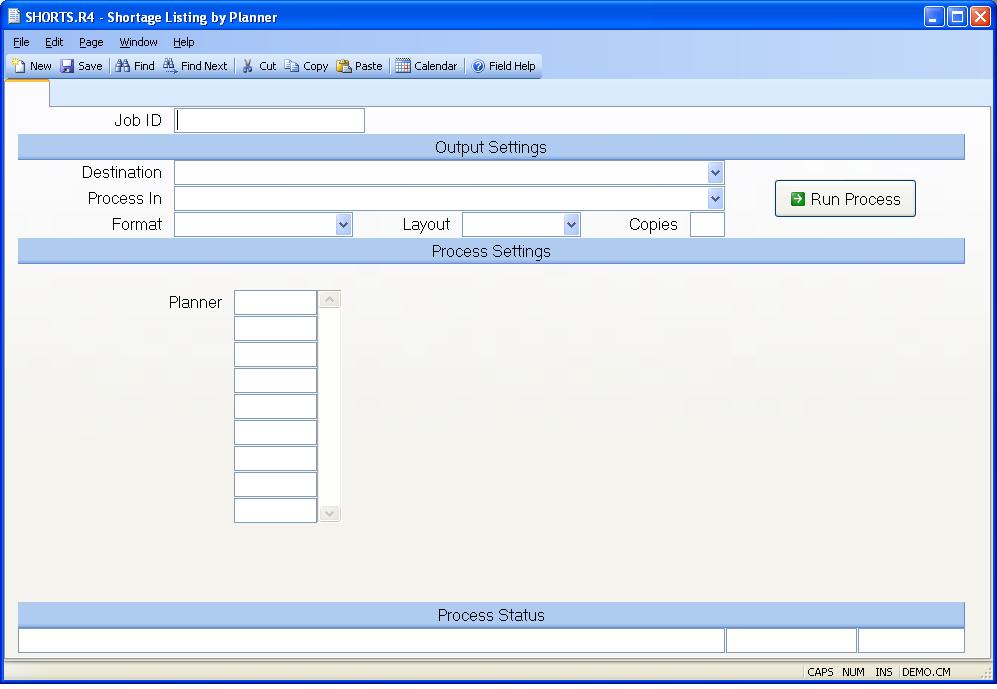 SHORTS.R4 - Shortage Listing by Planner
File Edit Page Window Help
New Save Find Find Next Cut Copy Paste Calendar Field Help
Job ID
Output Settings
Destination
Process In
Run Process
Format Layout Copies
Process Settings
Planner
Process Status
CAPS NUM INS DEMO.CM